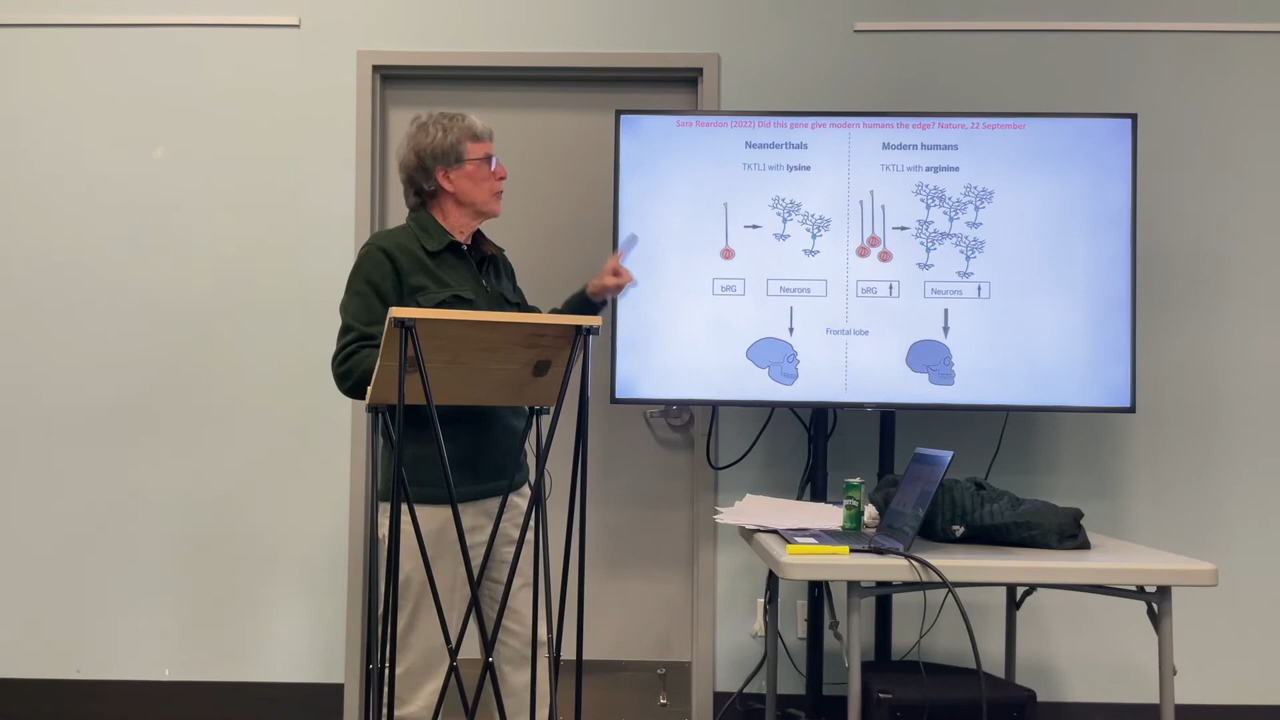 Sara Reardon (2022) Did this gene give modern humans the edge? Nature, 22 September
Neanderthals
Modern humans
TKTL1 with lysine
TKTL1 with arginine
bRG
Neurons
bRG
Neurons
Frontal lobe
perrier